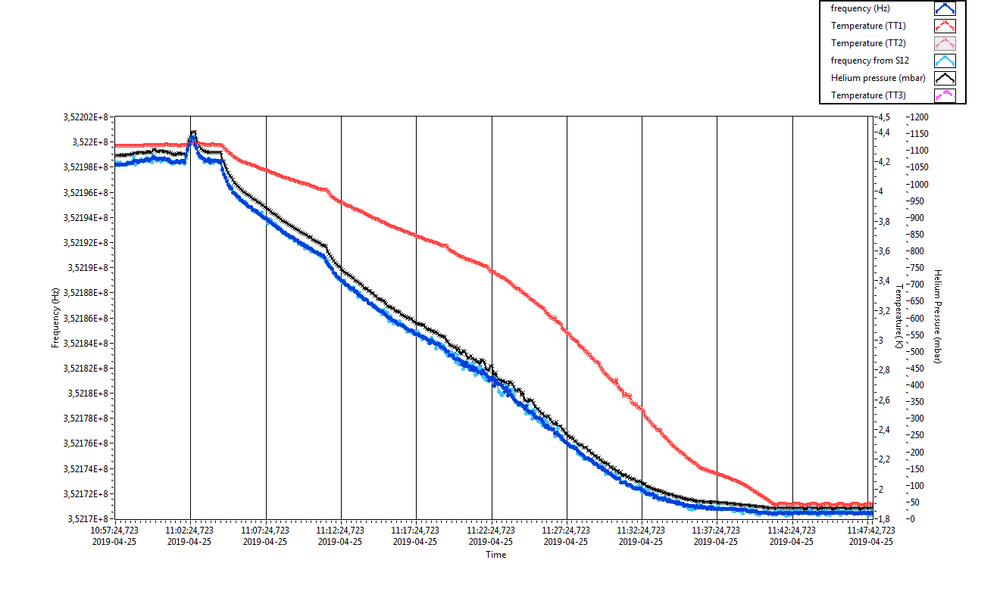 frequency (Hz)
Temperature (TT1)
Temperature (TT2)
frequency from S12
Helium pressure (mbar)
Temperature (TT3)
3,52202E+8
3,522E+8
3,52198E+8
3,52196E+8
3,52194E+8
3,52192E+8
3,5219E+8
3,52188E+8
3,52186E+8
3,52184E+8
3,52182E+8
3,5218E+8
3,52178E+8
3,52176E+8
3,52174E+8
3,52172E+8
3,5217E+8
Frequency (Hz)
4,5
4,4
4,2
4
3,8
3,6
3,4
3,2
3
2,8
2,6
2,4
2,2
2
1,8
Temperature( K)
1200
1150
1100
1050
1000
950
900
850
800
750
700
650
600
550
500
450
400
350
300
250
200
150
100
50
0
Helium Pressure (mbar)
10:57:24,723 11:02:24,723 11:07:24,723 11:12:24,723 11:17:24,723 11:22:24,723 11:27:24,723 11:32:24,723 11:37:24,723 11:42:24,723 11:47:42,723
2019-04-25 2019-04-25 2019-04-25 2019-04-25 2019-04-25 2019-04-25 2019-04-25 2019-04-25 2019-04-25 2019-04-25 2019-04-25
Time